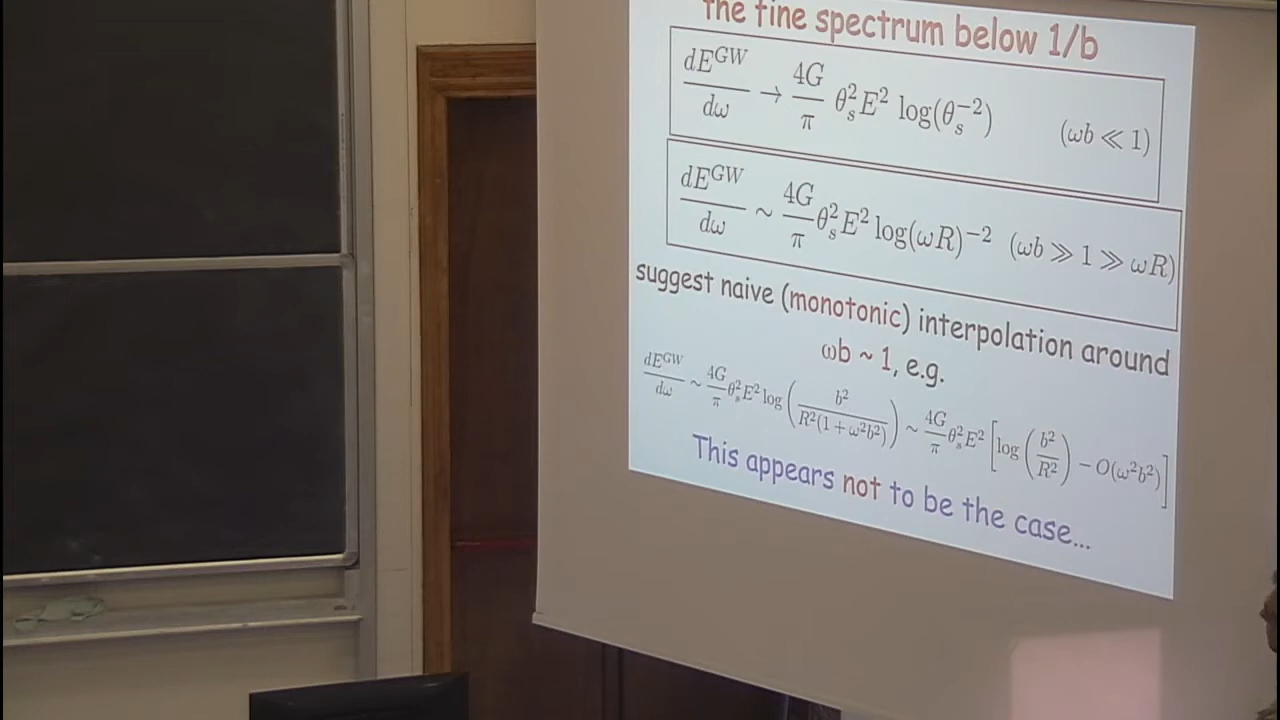 the fine spectrum below 1/b
dE^{GW}/dω → 4G/π θ_s^2 E^2 log(θ_s^{-2}) (ωb ≪ 1)
dE^{GW}/dω ~ 4G/π θ_s^2 E^2 log(ωR)^{-2} (ωb ≫ 1 ≫ ωR)
suggest naive (monotonic) interpolation around
ωb ~ 1, e.g.
dE^{GW}/dω ~ 4G/π θ_s^2 E^2 log(b^2/(R^2(1 + ω^2b^2))) ~ 4G/π θ_s^2 E^2 [log(b^2/R^2) − O(ω^2b^2)]
This appears not to be the case...